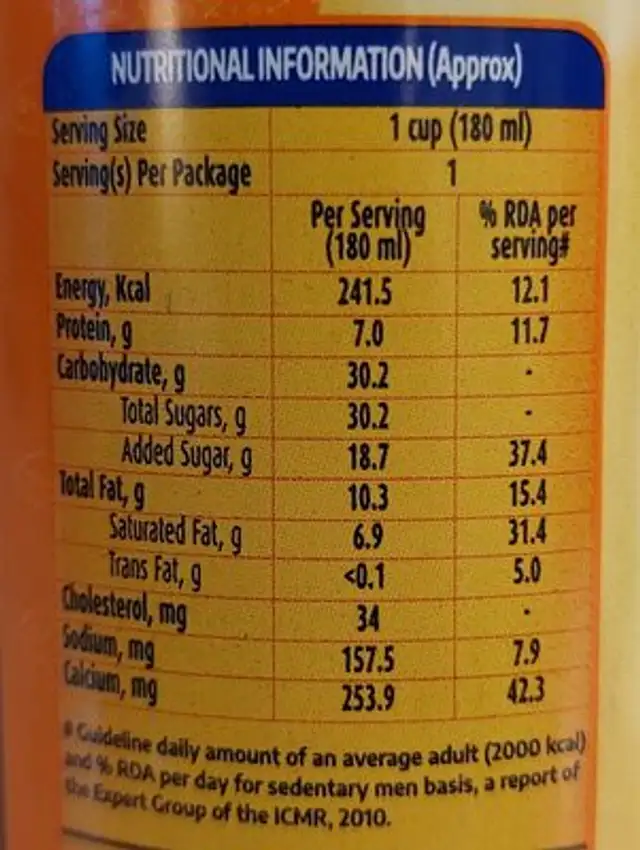 NUTRITIONAL INFORMATION (Approx)
Serving Size 1 cup (180 ml)
Serving(s) Per Package 1
Per Serving (180 ml) % RDA per serving#
Energy, Kcal 241.5 12.1
Protein, g 7.0 11.7
Carbohydrate, g 30.2 -
Total Sugars, g 30.2 -
Added Sugar, g 18.7 37.4
Total Fat, g 10.3 15.4
Saturated Fat, g 6.9 31.4
Trans Fat, g <0.1 5.0
Cholesterol, mg 34 -
Sodium, mg 157.5 7.9
Calcium, mg 253.9 42.3
# Guideline daily amount of an average adult (2000 kcal)
and % RDA per day for sedentary men basis, a report of
the Expert Group of the ICMR, 2010.